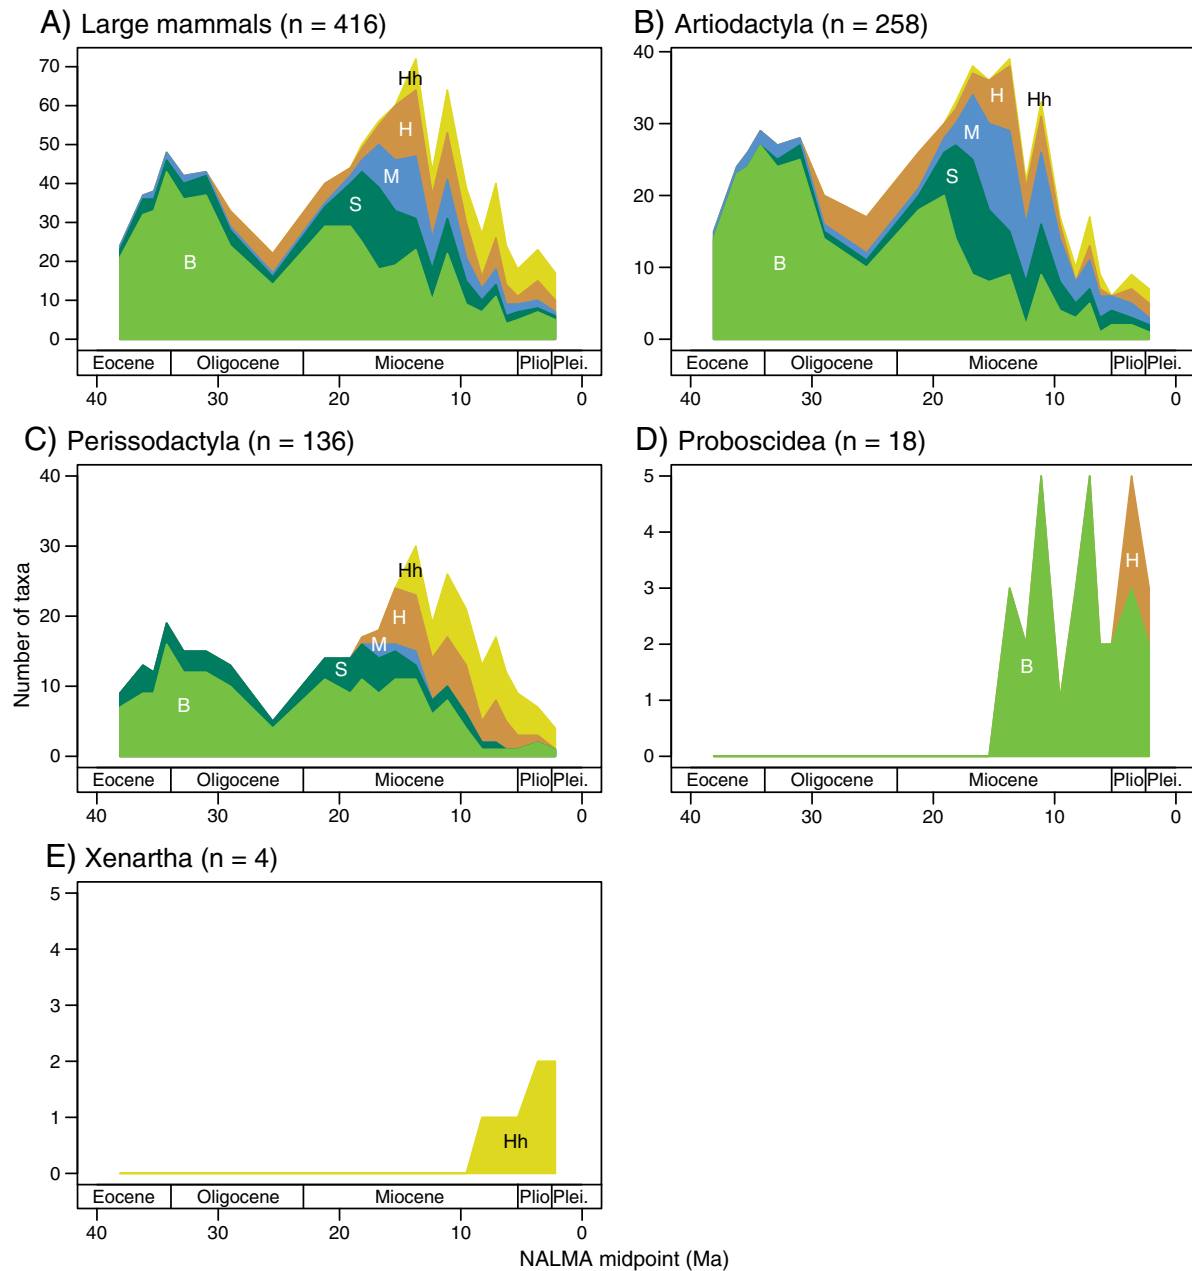 A) Large mammals (n = 416)
70
60
50
40
30
20
10
0
Hh
H
M
S
B
Eocene Oligocene Miocene Plio Plei.
40 30 20 10 0
B) Artiodactyla (n = 258)
40
30
20
10
0
Hh
H
M
S
B
Eocene Oligocene Miocene Plio Plei.
40 30 20 10 0
C) Perissodactyla (n = 136)
Number of taxa
40
30
20
10
0
Hh
H
M
S
B
Eocene Oligocene Miocene Plio Plei.
40 30 20 10 0
D) Proboscidea (n = 18)
5
4
3
2
1
0
H
B
Eocene Oligocene Miocene Plio Plei.
40 30 20 10 0
E) Xenartha (n = 4)
5
4
3
2
1
0
Hh
Eocene Oligocene Miocene Plio Plei.
40 30 20 10 0
NALMA midpoint (Ma)